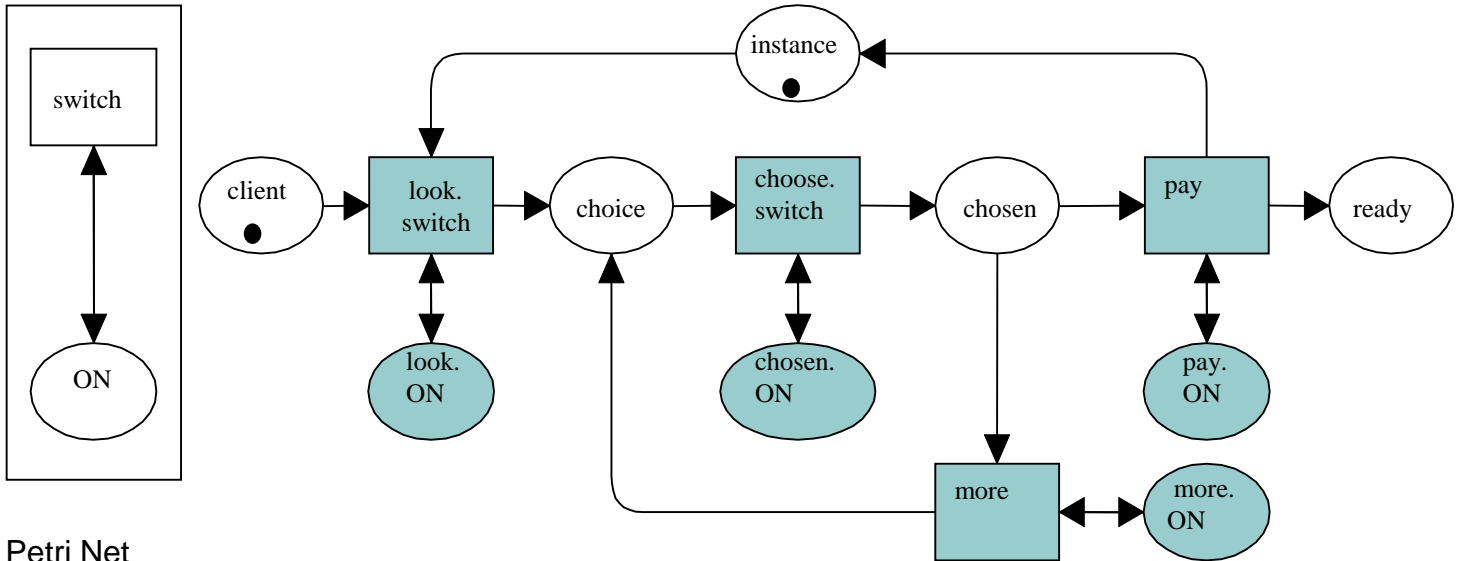 switch
ON
instance
client
look.
switch
choice
choose.
switch
chosen
pay
ready
look.
ON
chosen.
ON
pay.
ON
more
more.
ON
Petri Net